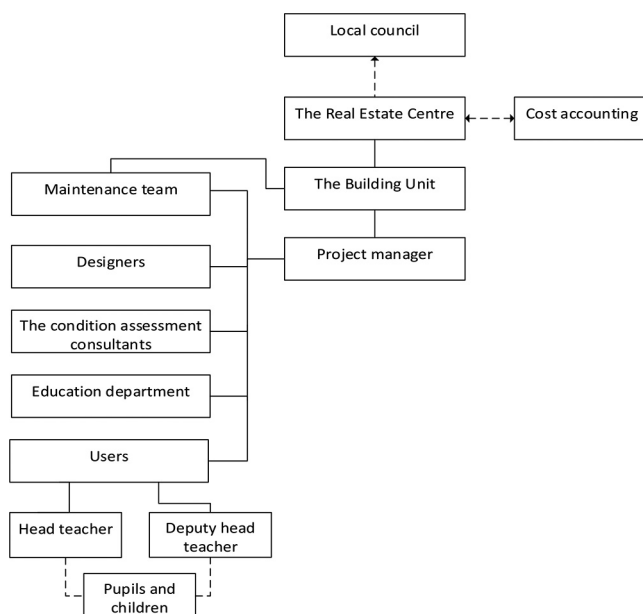 Local council
The Real Estate Centre
Cost accounting
Maintenance team
The Building Unit
Designers
Project manager
The condition assessment
consultants
Education department
Users
Head teacher
Deputy head
teacher
Pupils and
children